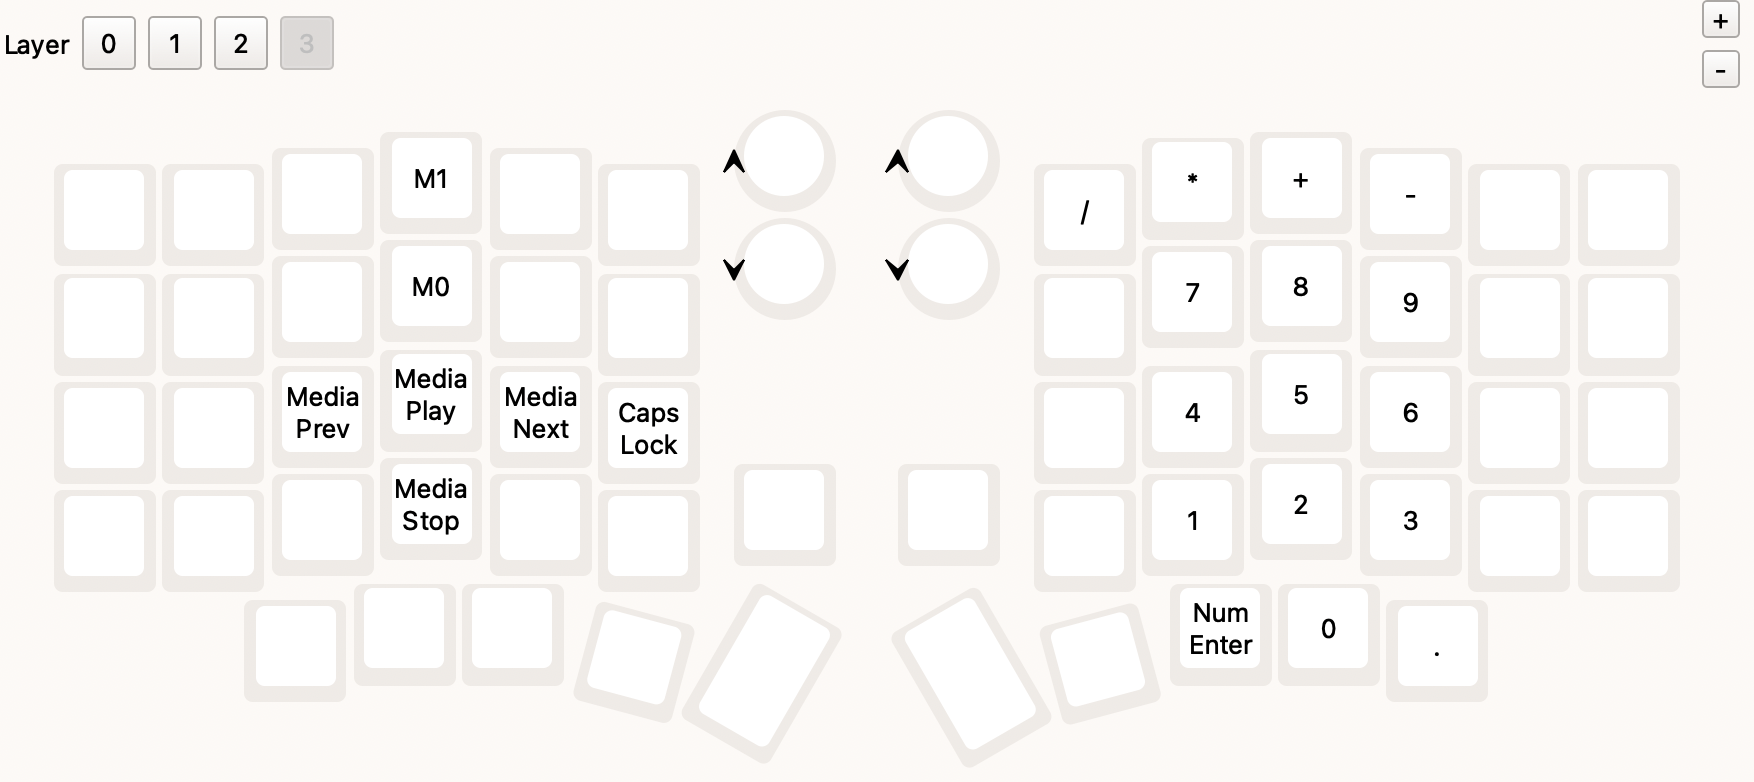 Layer 0 1 2 3
+
-
M1
M0
Media
Prev
Media
Play
Media
Next
Caps
Lock
Media
Stop
/ * + -
7 8 9
4 5 6
1 2 3
Num
Enter
0
.